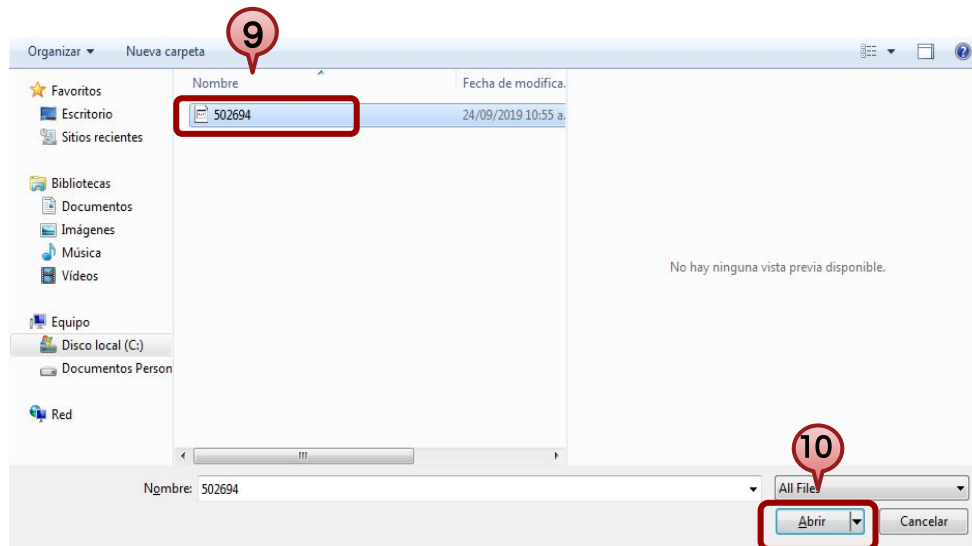 9
Organizar Nueva carpeta
Nombre Fecha de modifica.
Favoritos
502694 24/09/2019 10:55 a.
Escritorio
Sitios recientes
Bibliotecas
Documentos
Imágenes
Música
Vídeos
No hay ninguna vista previa disponible.
Equipo
Disco local (C:)
Documentos Person
Red
10
Nombre: 502694 All Files
Abrir Cancelar